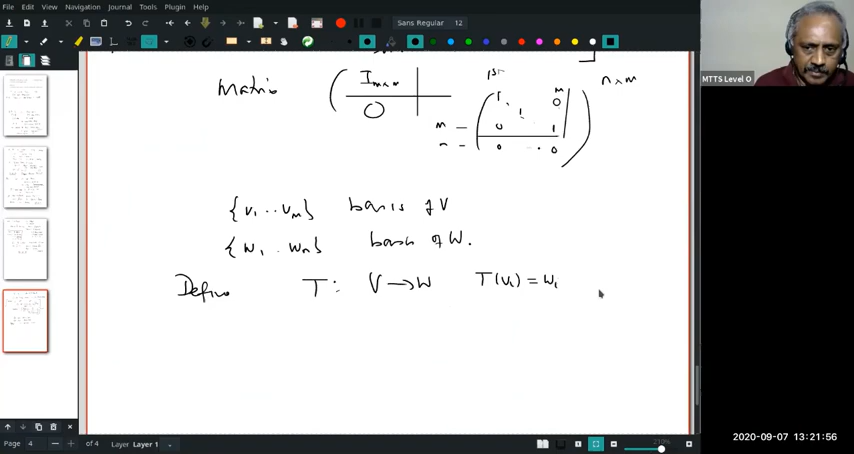 File Edit View Navigation Journal Tools Plugin Help
Sans Regular 12
Matrix ( I m×m
O
1st
m
1 0
1
m — 0 1
n = 0 . . 0
n×m
{v₁ .. vₘ} basis of V
{w₁ .. wₙ} basis of W.
Define T : V → W T(v₁) = w₁
MTTS Level O
Page 4 of 4 Layer Layer 1
2020-09-07 13:21:56